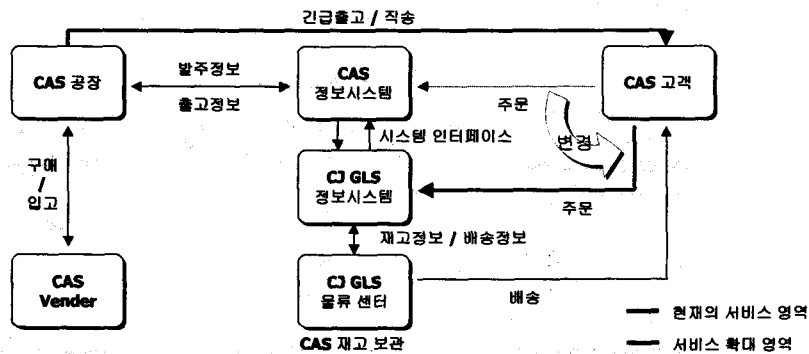 긴급출고 / 직송
CAS 공장
발주정보
출고정보
CAS
정보시스템
주문
CAS 고객
시스템 인터페이스
변경
구매
/
입고
CJ GLS
정보시스템
주문
재고정보 / 배송정보
CAS
Vender
CJ GLS
물류 센터
배송
CAS 재고 보관
현재의 서비스 영역
서비스 확대 영역